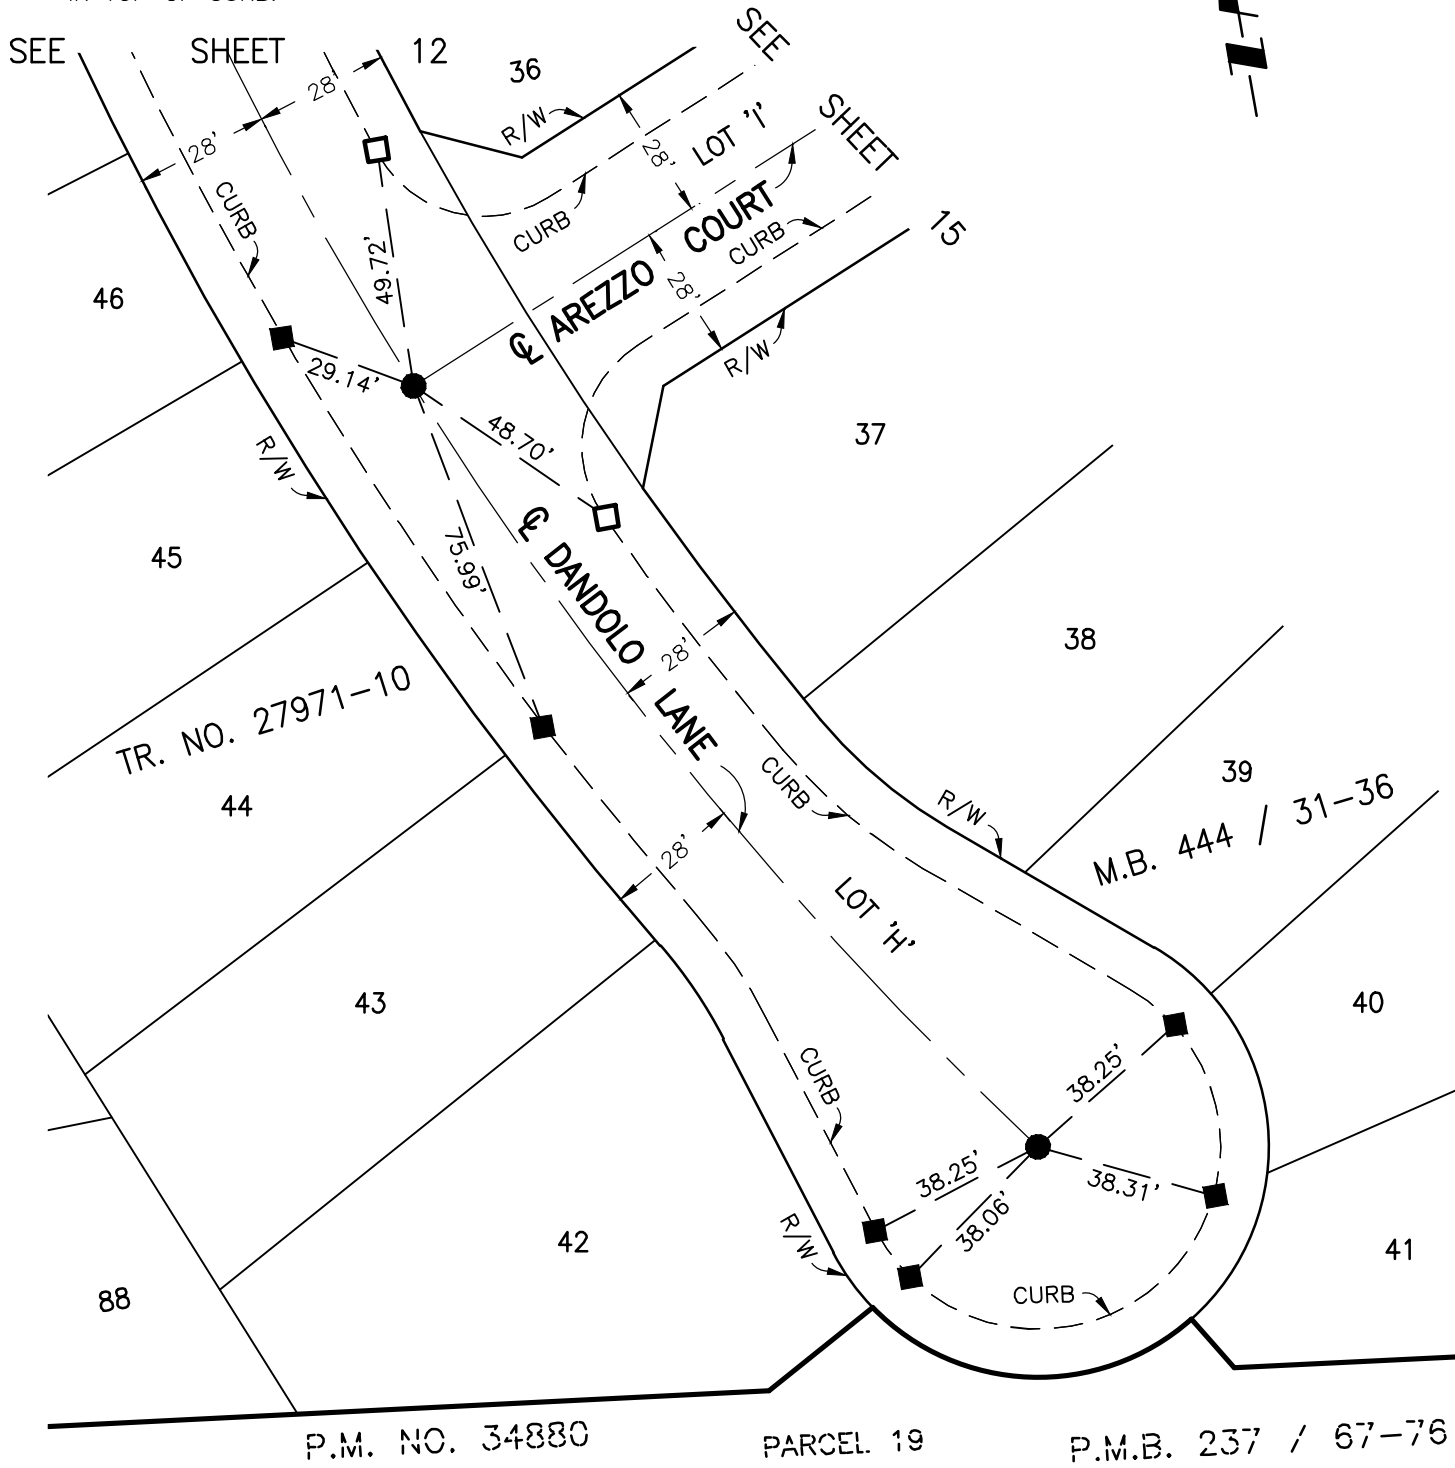 SEE SHEET 12
36
SEE SHEET 15
28'
28'
R/W
28'
LOT 'I'
CURB
CURB
49.72'
℄ AREZZO COURT
CURB
28'
46
R/W
29.14'
48.70'
37
R/W
45
75.99'
℄ DANDOLO LANE
28'
38
TR. NO. 27971-10
44
CURB
39
R/W
M.B. 444 / 31-36
28'
LOT 'H'
43
40
CURB
38.25'
38.25'
38.31'
38.06'
R/W
42
41
CURB
88
P.M. NO. 34880
PARCEL 19
P.M.B. 237 / 67-76